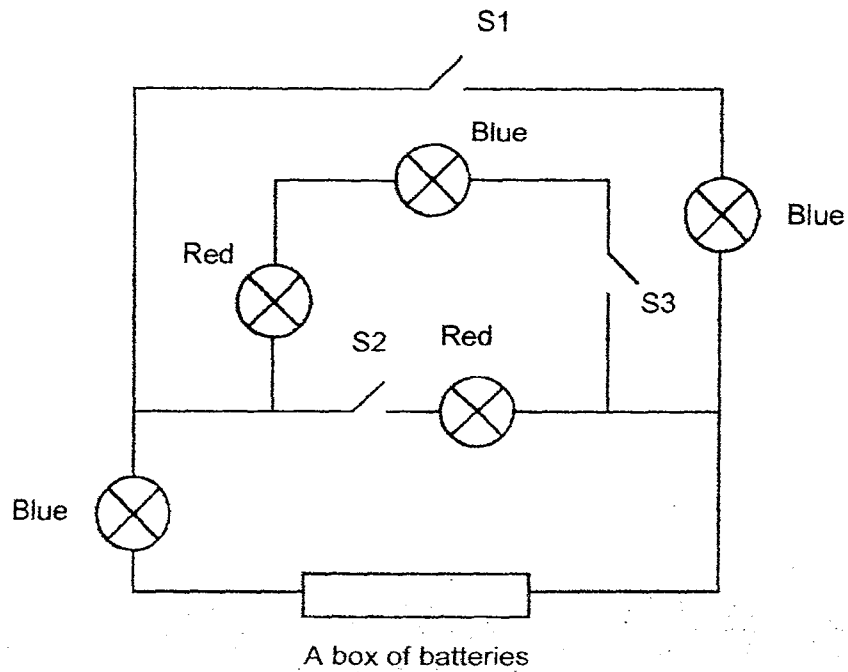 S1
Blue
Blue
Red
S3
S2
Red
Blue
A box of batteries